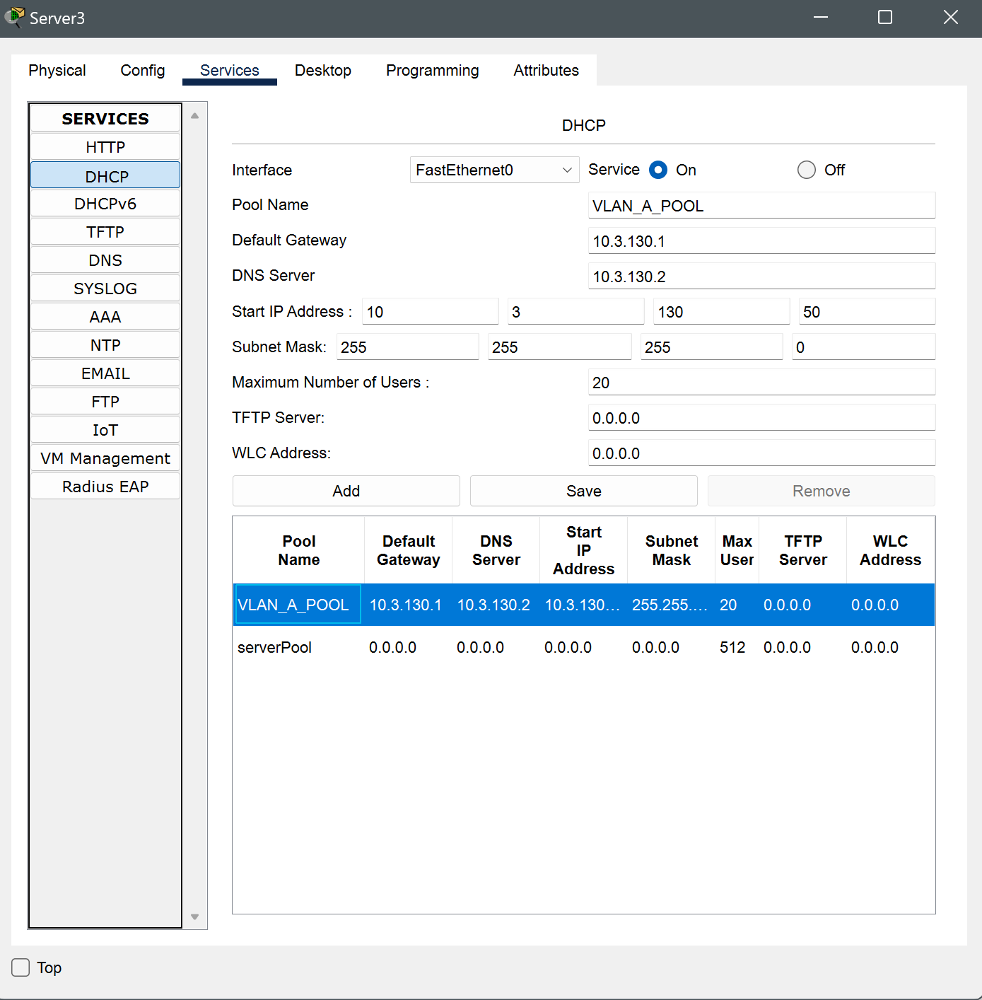 Server3
Physical Config Services Desktop Programming Attributes
SERVICES
HTTP
DHCP
DHCPv6
TFTP
DNS
SYSLOG
AAA
NTP
EMAIL
FTP
IoT
VM Management
Radius EAP
DHCP
Interface FastEthernet0 Service On Off
Pool Name VLAN_A_POOL
Default Gateway 10.3.130.1
DNS Server 10.3.130.2
Start IP Address : 10 3 130 50
Subnet Mask: 255 255 255 0
Maximum Number of Users : 20
TFTP Server: 0.0.0.0
WLC Address: 0.0.0.0
Add Save Remove
Pool Name Default Gateway DNS Server Start IP Address Subnet Mask Max User TFTP Server WLC Address
VLAN_A_POOL 10.3.130.1 10.3.130.2 10.3.130... 255.255.... 20 0.0.0.0 0.0.0.0
serverPool 0.0.0.0 0.0.0.0 0.0.0.0 0.0.0.0 512 0.0.0.0 0.0.0.0
Top